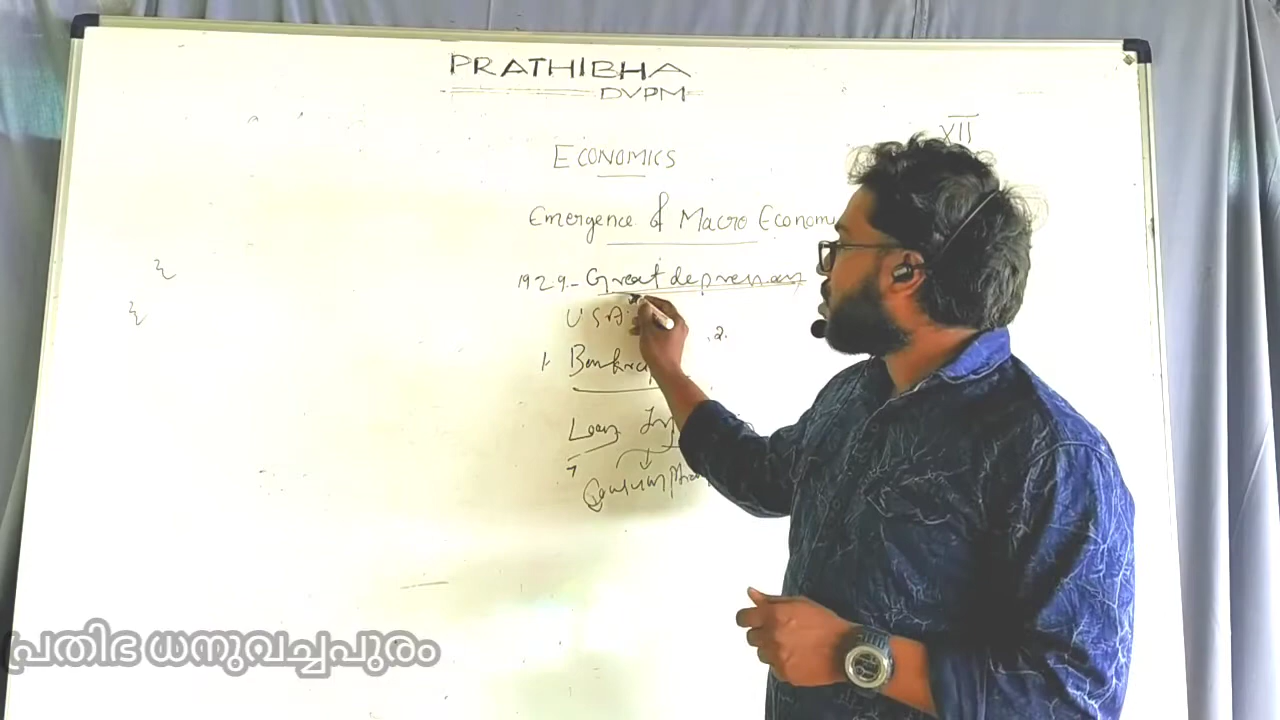 PRATHIBHA
DVPM
XII
ECONOMICS
Emergence of Macro Econom
1929.- Great depression
USA.
.2.
1.
Loan
Consumption
പ്രതിഭ ധനുവച്ചപുരം